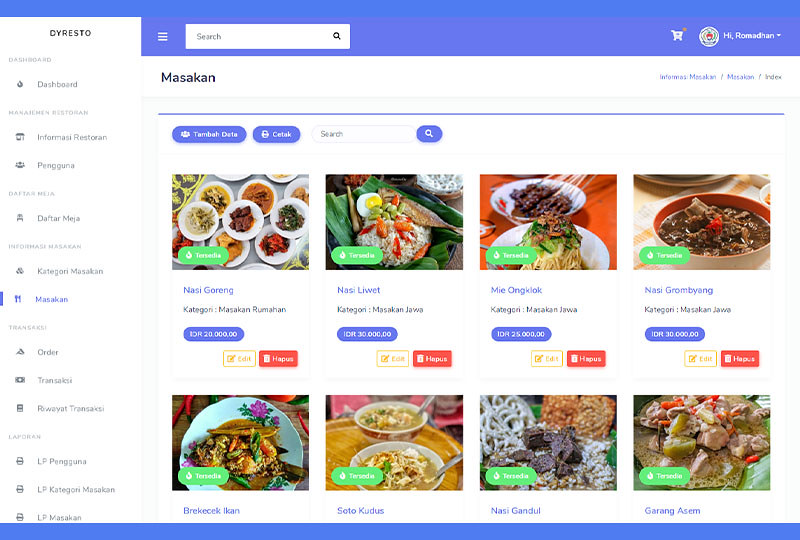 DYRESTO
Search
Hi, Romadhan
DASHBOARD
Dashboard
MANAJEMEN RESTORAN
Informasi Restoran
Pengguna
DAFTAR MEJA
Daftar Meja
INFORMASI MASAKAN
Kategori Masakan
Masakan
TRANSAKSI
Order
Transaksi
Riwayat Transaksi
LAPORAN
LP Pengguna
LP Kategori Masakan
LP Masakan
Masakan
Informasi Masakan / Masakan / Index
Tambah Data Cetak Search
Tersedia
Nasi Goreng
Kategori : Masakan Rumahan
IDR 20.000,00
Edit Hapus
Tersedia
Nasi Liwet
Kategori : Masakan Jawa
IDR 30.000,00
Edit Hapus
Tersedia
Mie Ongklok
Kategori : Masakan Jawa
IDR 25.000,00
Edit Hapus
Tersedia
Nasi Grombyang
Kategori : Masakan Jawa
IDR 30.000,00
Edit Hapus
Tersedia
Brekecek Ikan
Tersedia
Soto Kudus
Tersedia
Nasi Gandul
Tersedia
Garang Asem